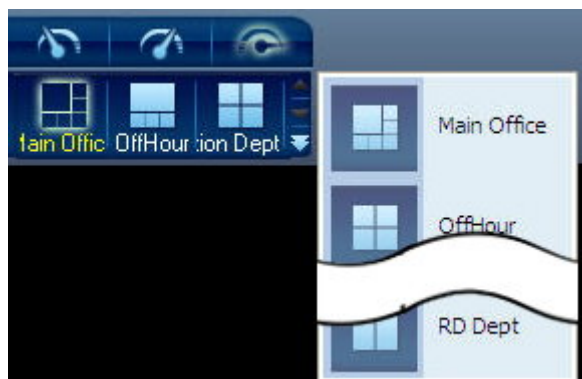 ain Offic OffHour ion Dept
Main Office
OffHour
RD Dept